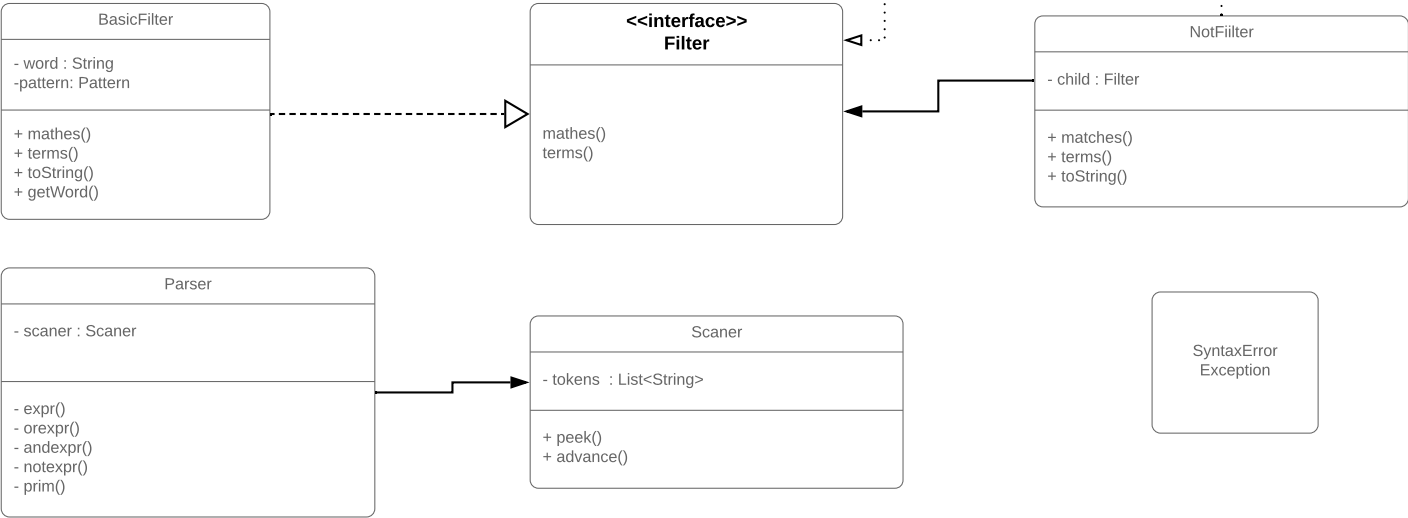 BasicFilter
- word : String
-pattern: Pattern
+ mathes()
+ terms()
+ toString()
+ getWord()
<<interface>>
Filter
mathes()
terms()
NotFiilter
- child : Filter
+ matches()
+ terms()
+ toString()
Parser
- scaner : Scaner
- expr()
- orexpr()
- andexpr()
- notexpr()
- prim()
Scaner
- tokens  : List<String>
+ peek()
+ advance()
SyntaxError
Exception